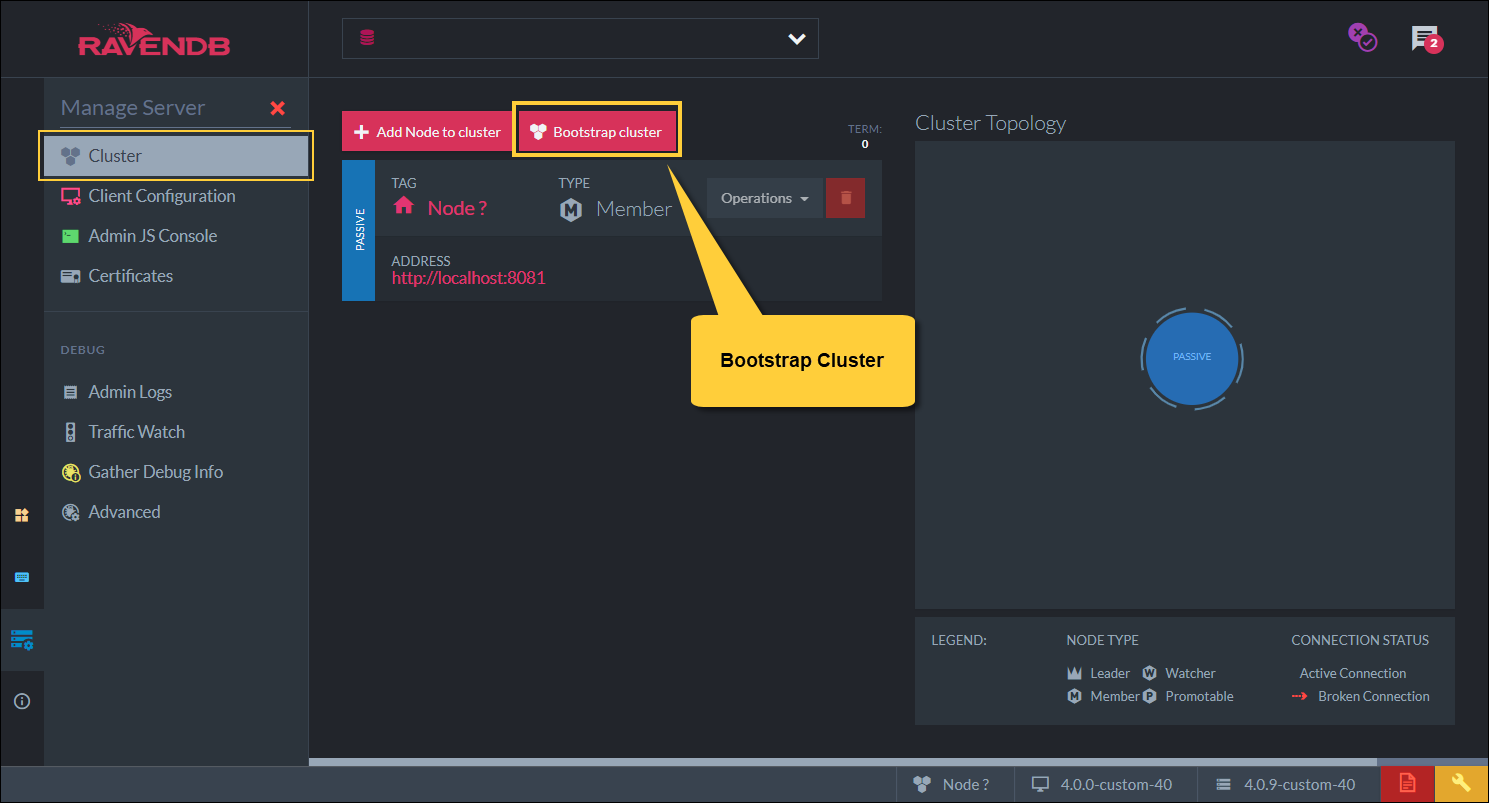 RAVENDB
2
Manage Server
Cluster
Client Configuration
Admin JS Console
Certificates
DEBUG
Admin Logs
Traffic Watch
Gather Debug Info
Advanced
Add Node to cluster
Bootstrap cluster
TERM:
0
PASSIVE
TAG
Node ?
TYPE
M
Member
Operations
ADDRESS
http://localhost:8081
Bootstrap Cluster
Cluster Topology
PASSIVE
LEGEND:
NODE TYPE
Leader
W Watcher
M Member
P Promotable
CONNECTION STATUS
Active Connection
Broken Connection
Node ?
4.0.0-custom-40
4.0.9-custom-40